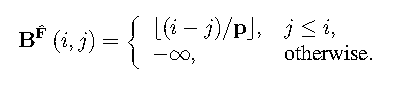 B^F̂ (i, j) = { ⌊(i − j)/p⌋, j ≤ i,
−∞, otherwise.